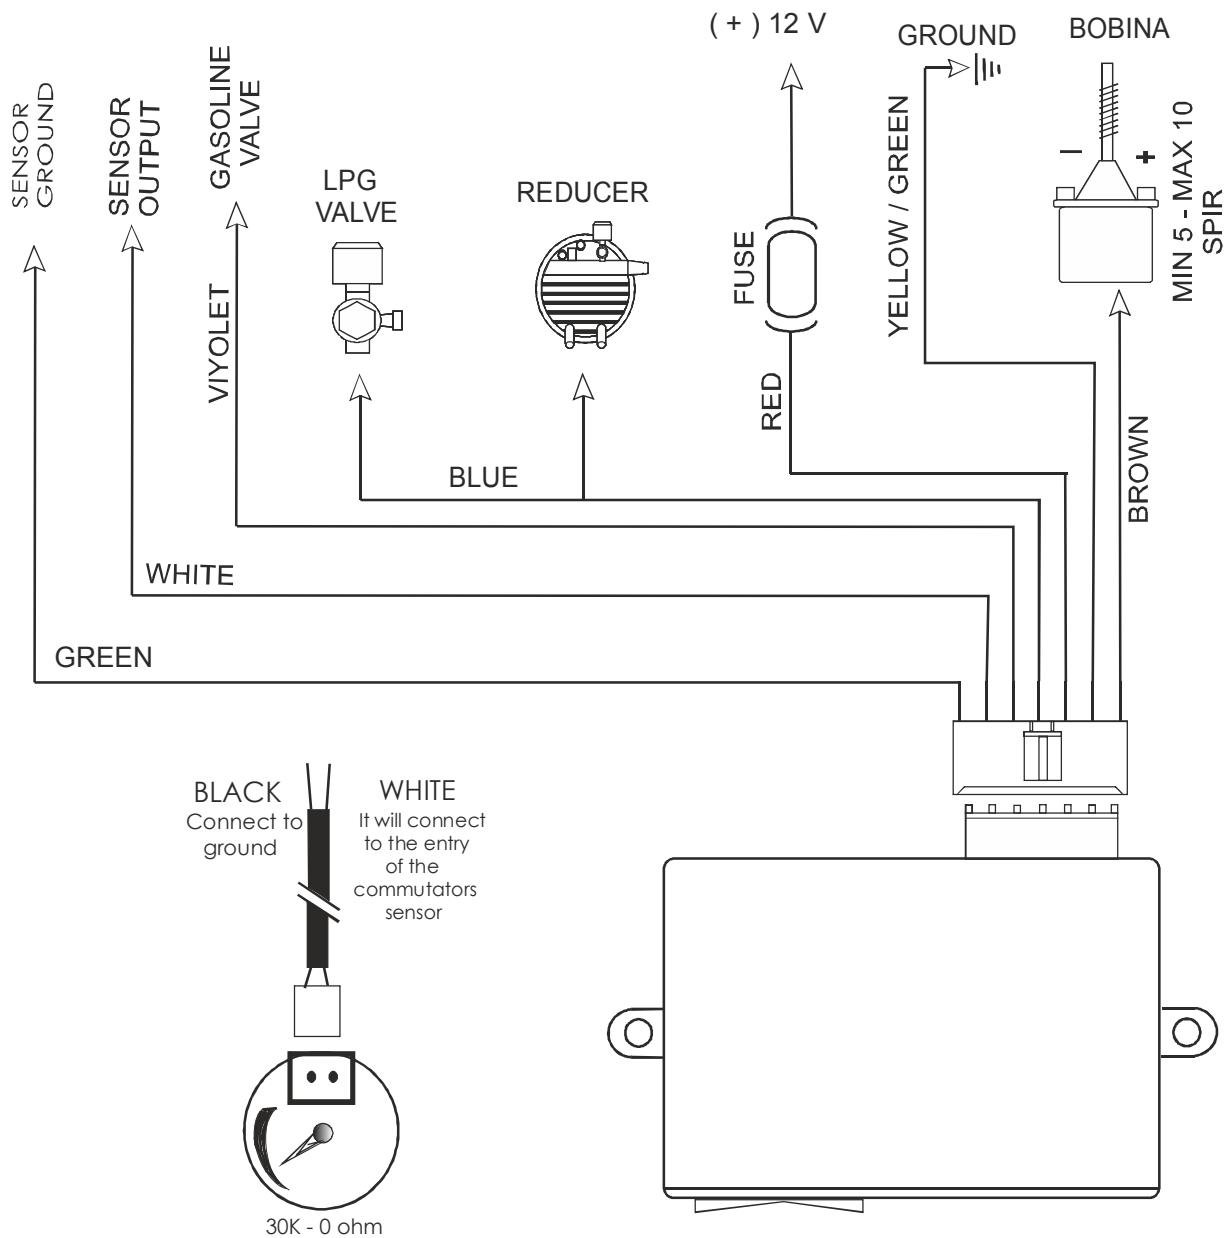 ( + ) 12 V
GROUND
BOBINA
SENSOR
GROUND
SENSOR
OUTPUT
GASOLINE
VALVE
LPG
VALVE
REDUCER
FUSE
YELLOW / GREEN
–
+
MIN 5 - MAX 10
SPIR
VIYOLET
RED
BROWN
BLUE
WHITE
GREEN
BLACK
Connect to
ground
WHITE
It will connect
to the entry
of the
commutators
sensor
30K - 0 ohm